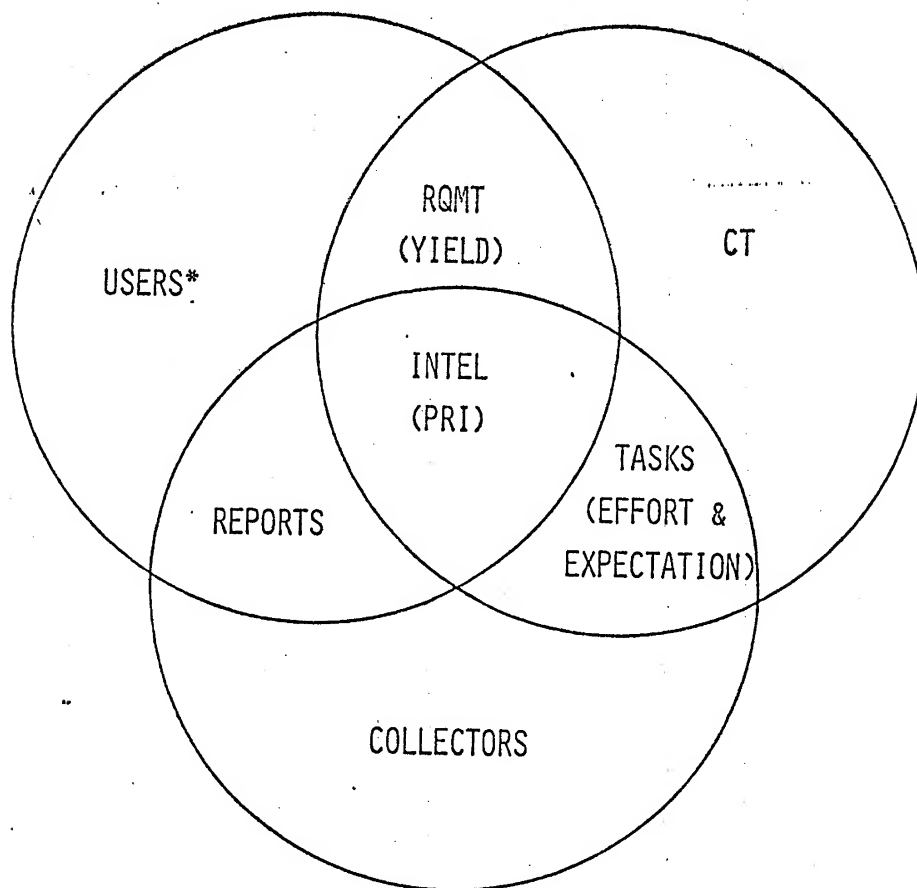 RQMT
(YIELD)
CT
USERS*
INTEL
(PRI)
TASKS
(EFFORT &
EXPECTATION)
REPORTS
COLLECTORS